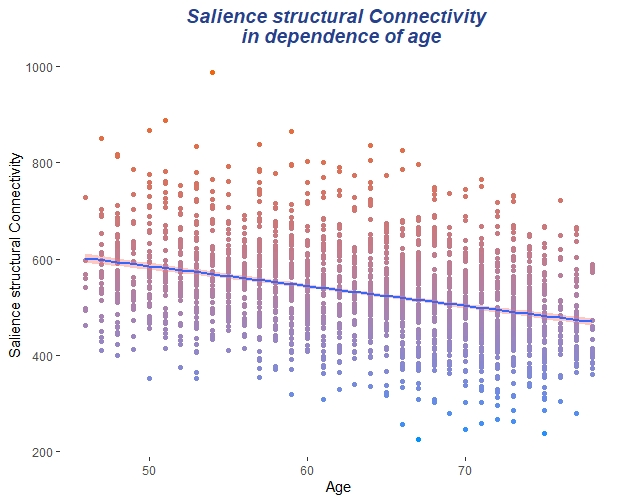 Salience structural Connectivity
in dependence of age
1000
800
600
400
200
Salience structural Connectivity
50
60
70
Age